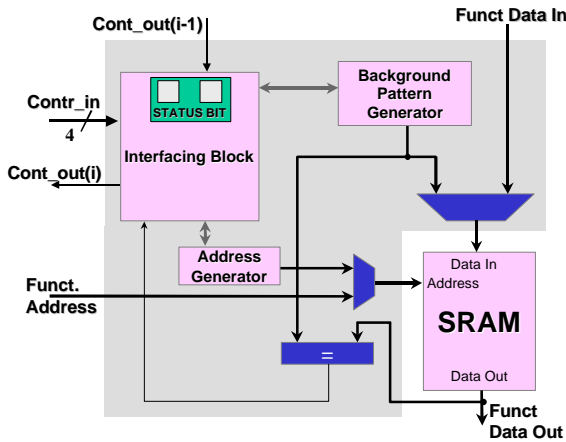 Cont_out(i-1)
Funct Data In
Background
Pattern
Generator
Contr_in
4
STATUS BIT
Interfacing Block
Cont_out(i)
Address
Generator
Funct.
Address
Data In
Address
SRAM
=
Data Out
Funct
Data Out